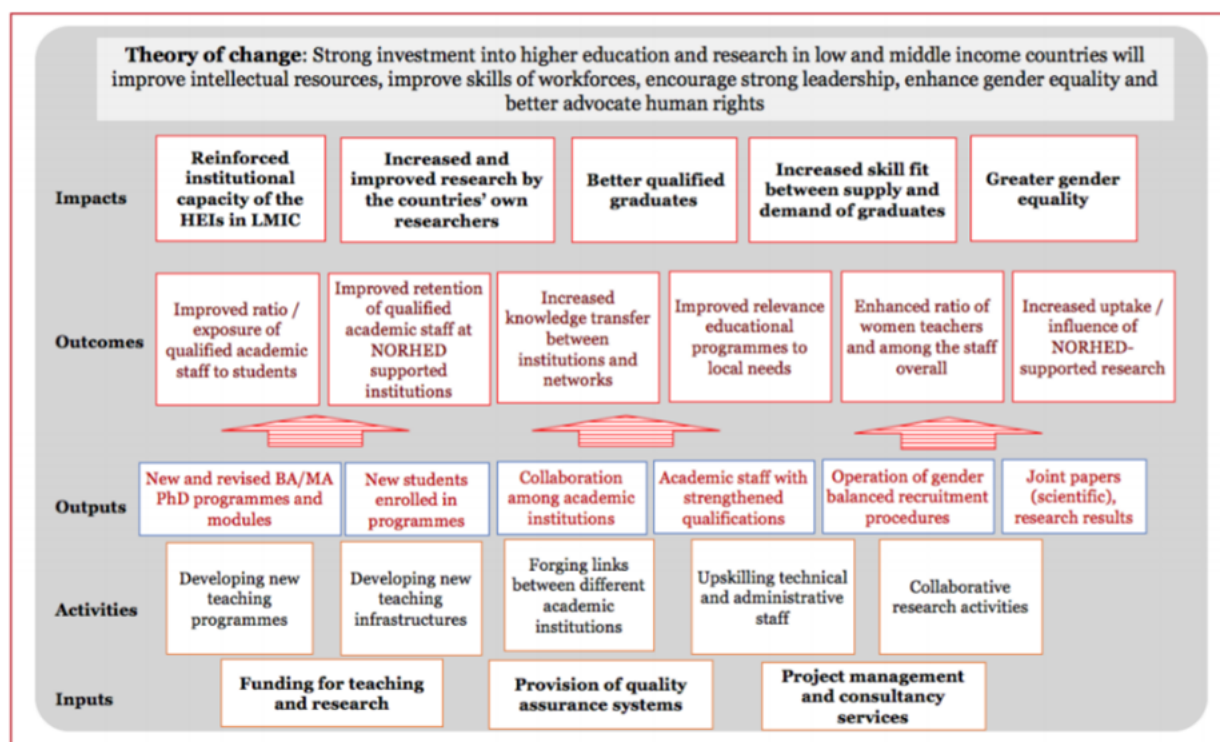 Theory of change: Strong investment into higher education and research in low and middle income countries will
improve intellectual resources, improve skills of workforces, encourage strong leadership, enhance gender equality and
better advocate human rights
Impacts
Reinforced
institutional
capacity of the
HEIs in LMIC
Increased and
improved research by
the countries' own
researchers
Better qualified
graduates
Increased skill fit
between supply and
demand of graduates
Greater gender
equality
Outcomes
Improved ratio /
exposure of
qualified academic
staff to students
Improved retention
of qualified
academic staff at
NORHED
supported
institutions
Increased
knowledge transfer
between
institutions and
networks
Improved relevance
educational
programmes to
local needs
Enhanced ratio of
women teachers
and among the staff
overall
Increased uptake /
influence of
NORHED-
supported research
Outputs
New and revised BA/MA
PhD programmes and
modules
New students
enrolled in
programmes
Collaboration
among academic
institutions
Academic staff with
strengthened
qualifications
Operation of gender
balanced recruitment
procedures
Joint papers
(scientific),
research results
Activities
Developing new
teaching
programmes
Developing new
teaching
infrastructures
Forging links
between different
academic
institutions
Upskilling technical
and administrative
staff
Collaborative
research activities
Inputs
Funding for teaching
and research
Provision of quality
assurance systems
Project management
and consultancy
services